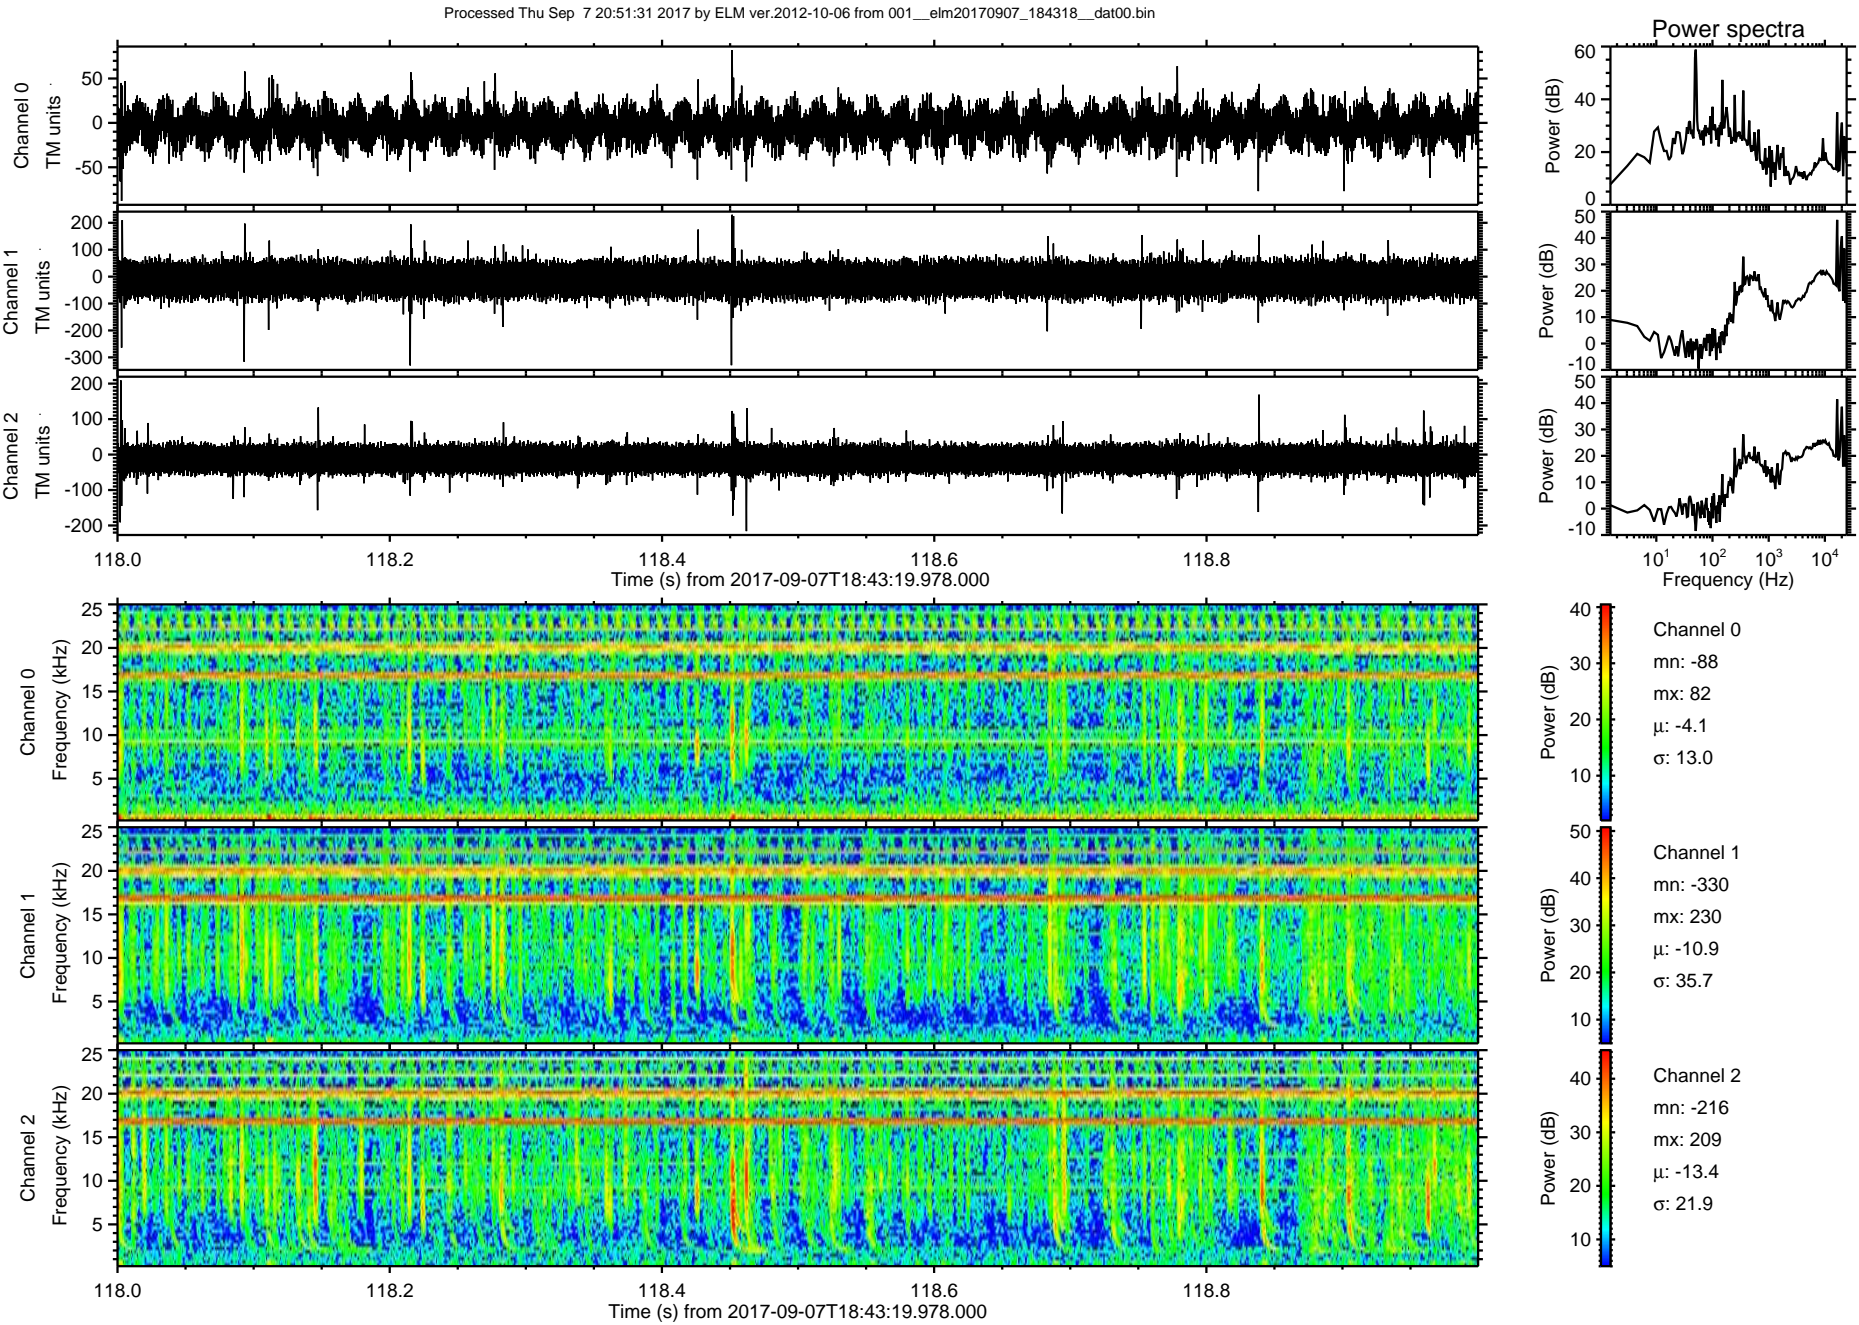 Processed Thu Sep  7 20:51:31 2017 by ELM ver.2012-10-06 from 001__elm20170907_184318__dat00.bin
Power spectra
Channel 0
TM units
50
0
-50
Power (dB)
60
40
20
0
Channel 1
TM units
200
100
0
-100
-200
-300
Power (dB)
50
40
30
20
10
0
-10
Channel 2
TM units
200
100
0
-100
-200
Power (dB)
50
40
30
20
10
0
-10
118.0 118.2 118.4 118.6 118.8
Time (s) from 2017-09-07T18:43:19.978.000
10¹ 10² 10³ 10⁴
Frequency (Hz)
Channel 0
Frequency (kHz)
25
20
15
10
5
Power (dB)
40
30
20
10
Channel 0
mn: -88
mx: 82
μ: -4.1
σ: 13.0
Channel 1
Frequency (kHz)
25
20
15
10
5
Power (dB)
50
40
30
20
10
Channel 1
mn: -330
mx: 230
μ: -10.9
σ: 35.7
Channel 2
Frequency (kHz)
25
20
15
10
5
Power (dB)
40
30
20
10
Channel 2
mn: -216
mx: 209
μ: -13.4
σ: 21.9
118.0 118.2 118.4 118.6 118.8
Time (s) from 2017-09-07T18:43:19.978.000